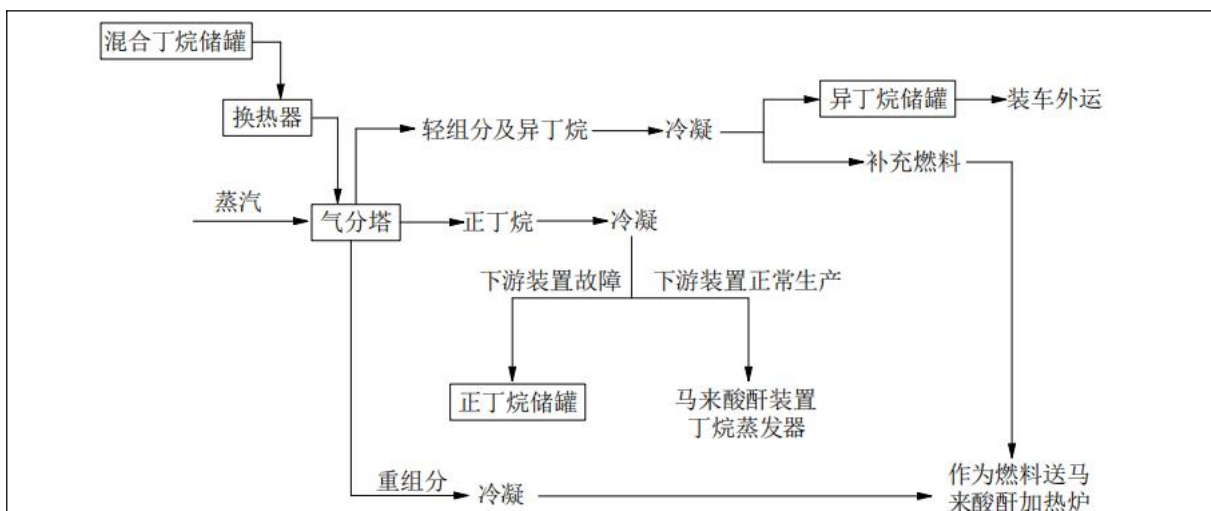 混合丁烷储罐
换热器
轻组分及异丁烷
冷凝
异丁烷储罐
装车外运
补充燃料
蒸汽
气分塔
正丁烷
冷凝
下游装置故障
下游装置正常生产
正丁烷储罐
马来酸酐装置
丁烷蒸发器
重组分
冷凝
作为燃料送马
来酸酐加热炉